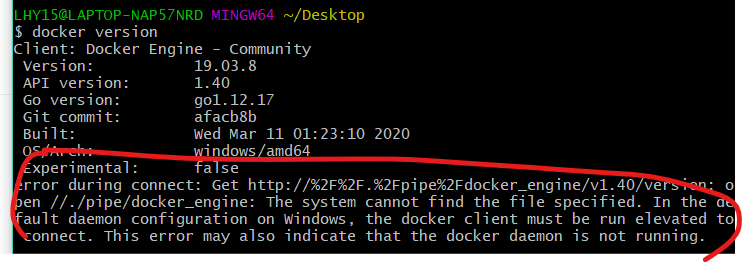 LHY15@LAPTOP-NAP57NRD MINGW64 ~/Desktop
$ docker version
Client: Docker Engine - Community
 Version:           19.03.8
 API version:       1.40
 Go version:        go1.12.17
 Git commit:        afacb8b
 Built:             Wed Mar 11 01:23:10 2020
 OS/Arch:           windows/amd64
 Experimental:      false
error during connect: Get http://%2F%2F.%2Fpipe%2Fdocker_engine/v1.40/version: o
pen //./pipe/docker_engine: The system cannot find the file specified. In the de
fault daemon configuration on Windows, the docker client must be run elevated to
 connect. This error may also indicate that the docker daemon is not running.